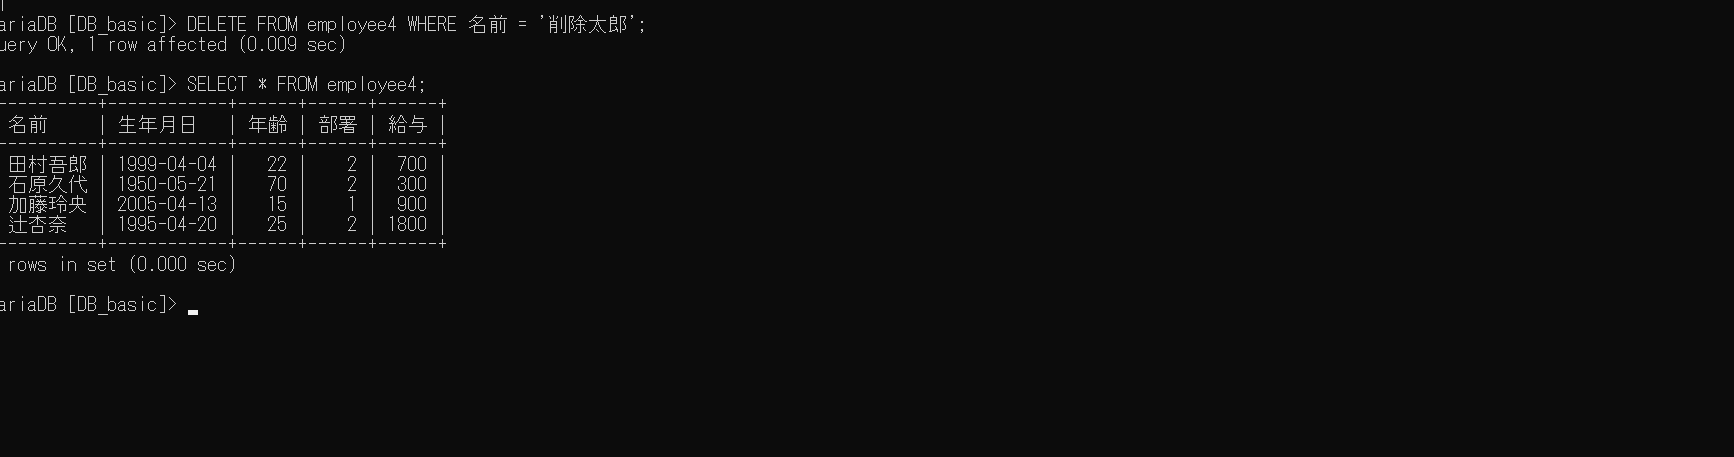 ariaDB [DB_basic]> DELETE FROM employee4 WHERE 名前 = '削除太郎';
uery OK, 1 row affected (0.009 sec)
ariaDB [DB_basic]> SELECT * FROM employee4;
----------+------------+------+------+------+
名前 | 生年月日 | 年齢 | 部署 | 給与 |
----------+------------+------+------+------+
田村吾郎 | 1999-04-04 | 22 | 2 | 700 |
石原久代 | 1950-05-21 | 70 | 2 | 300 |
加藤玲央 | 2005-04-13 | 15 | 1 | 900 |
辻杏奈 | 1995-04-20 | 25 | 2 | 1800 |
----------+------------+------+------+------+
rows in set (0.000 sec)
ariaDB [DB_basic]>